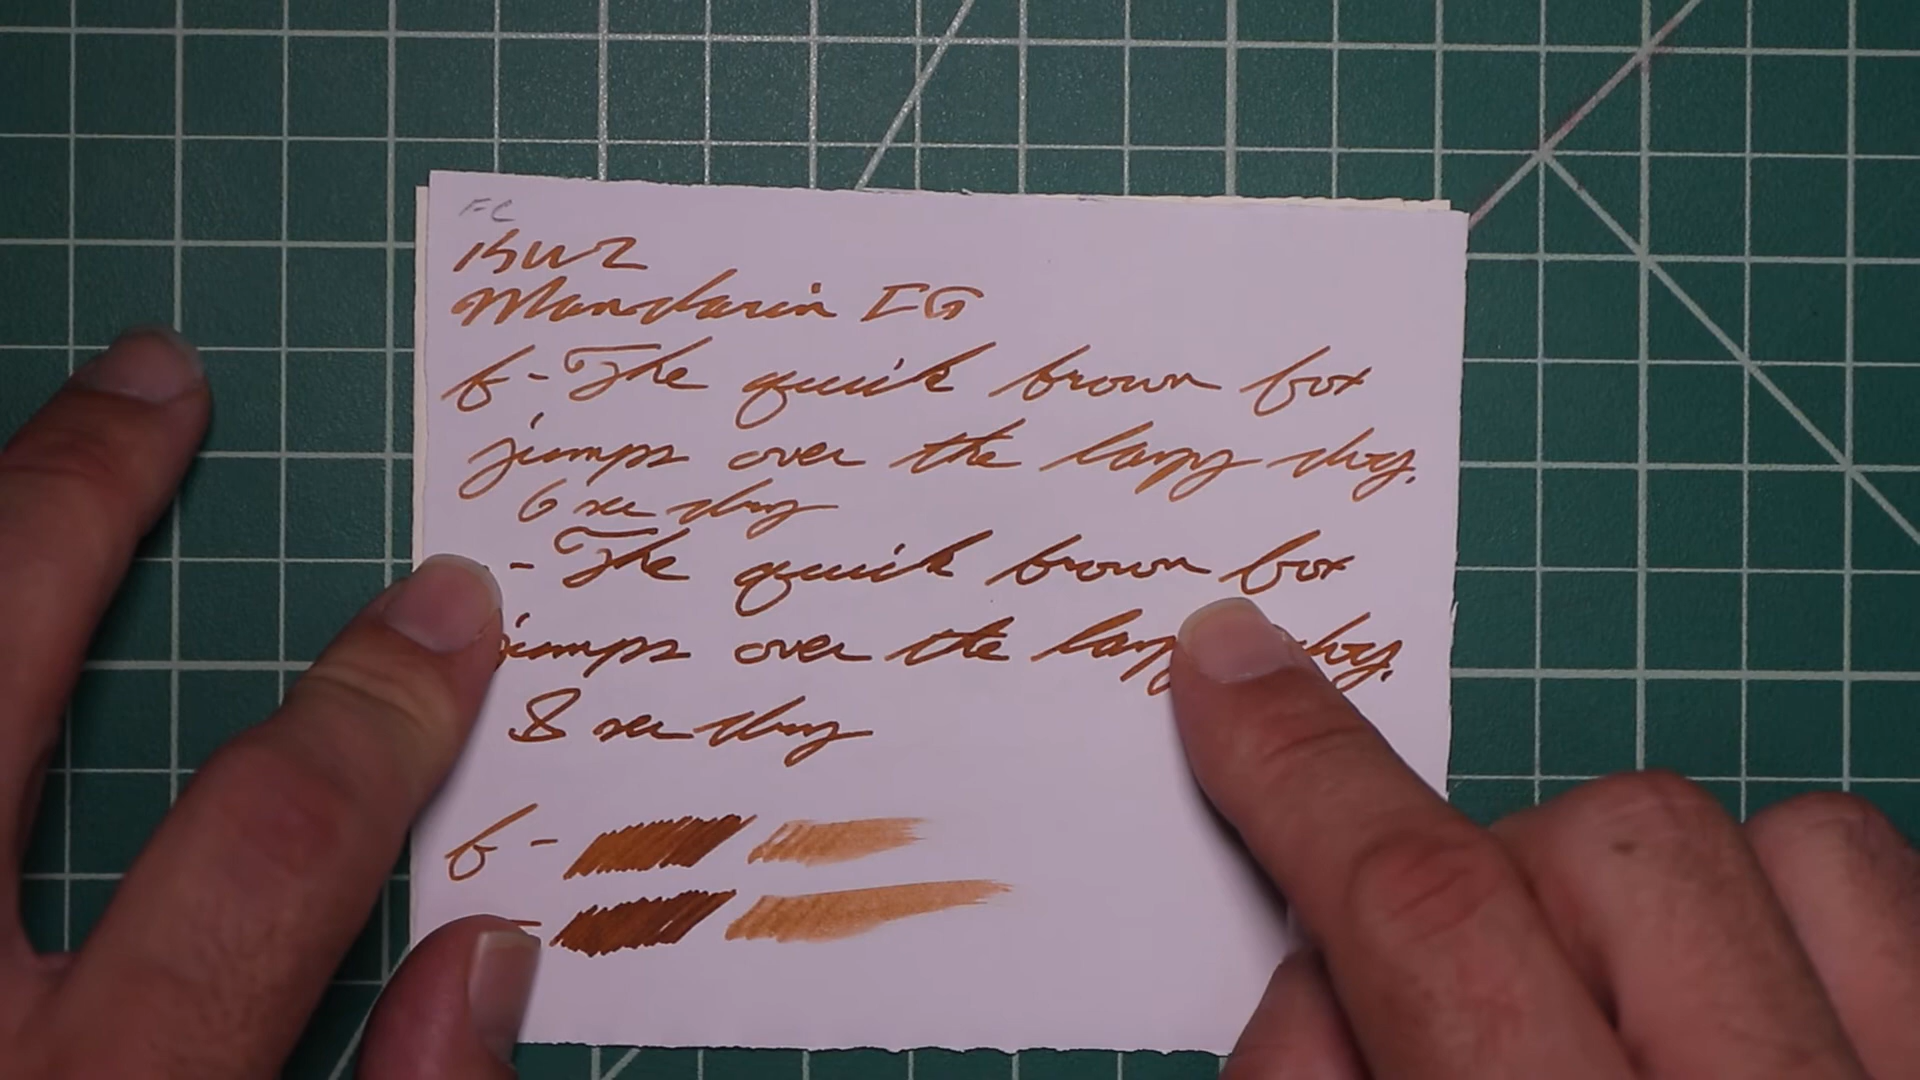 FC
KWZ
Mandarin IG
f - The quick brown fox
jumps over the lazy dog.
6 sec dry
- The quick brown fox
jumps over the lazy dog.
8 sec dry
f -
-